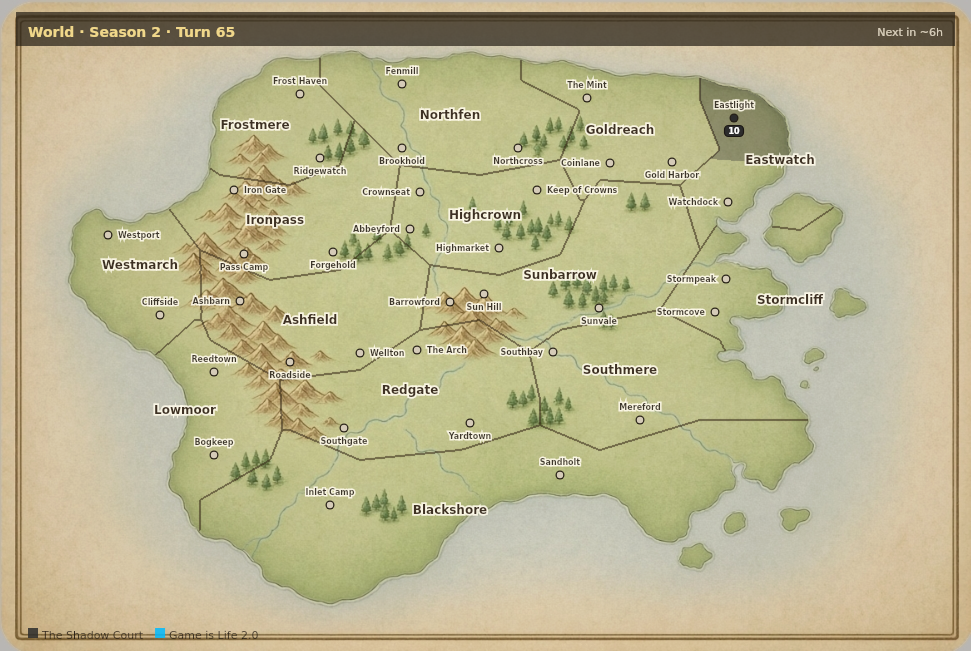 World · Season 2 · Turn 65
Next in ~6h
Fenmill
Frost Haven
The Mint
Eastlight
Northfen
Frostmere
Goldreach
10
Brookhold
Northcross
Coinlane
Eastwatch
Ridgewatch
Gold Harbor
Iron Gate
Crownseat
Keep of Crowns
Watchdock
Ironpass
Highcrown
Abbeyford
Westport
Highmarket
Westmarch
Pass Camp
Forgehold
Sunbarrow
Stormpeak
Cliffside
Ashbarn
Barrowford
Sun Hill
Stormcliff
Ashfield
Sunvale
Stormcove
Reedtown
Wellton
The Arch
Southbay
Roadside
Southmere
Redgate
Lowmoor
Mereford
Bogkeep
Southgate
Yardtown
Sandholt
Inlet Camp
Blackshore
The Shadow Court
Game is Life 2.0